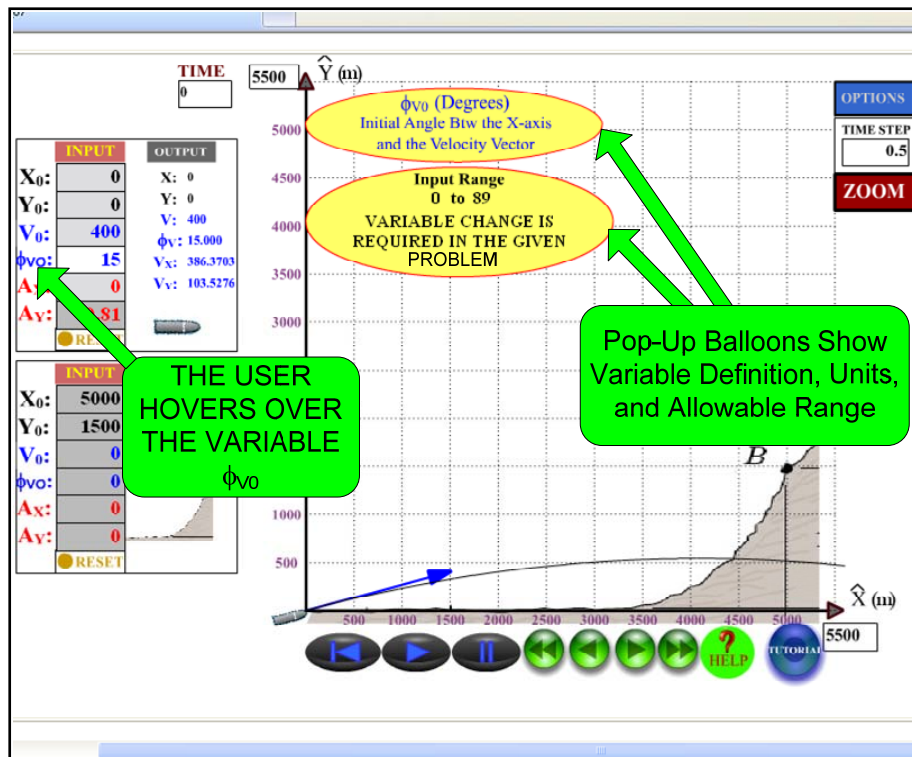 TIME
0
5500
Ŷ (m)
ϕV0 (Degrees)
Initial Angle Btw the X-axis
and the Velocity Vector
Input Range
0 to 89
VARIABLE CHANGE IS
REQUIRED IN THE GIVEN
PROBLEM
OPTIONS
TIME STEP
0.5
ZOOM
INPUT
OUTPUT
X0: 0
Y0: 0
V0: 400
ϕV0: 15
0
AY: .81
RESET
X: 0
Y: 0
V: 400
ϕV: 15.000
VX: 386.3703
VY: 103.5276
INPUT
X0: 5000
Y0: 1500
V0: 0
ϕV0: 0
AX: 0
AY: 0
RESET
THE USER
HOVERS OVER
THE VARIABLE
ϕV0
Pop-Up Balloons Show
Variable Definition, Units,
and Allowable Range
5000
4500
4000
3500
3000
1000
500
B
500 1000 1500 2000 2500 3000 3500 4000 4500 5000
X̂ (m)
5500
HELP
TUTORIAL